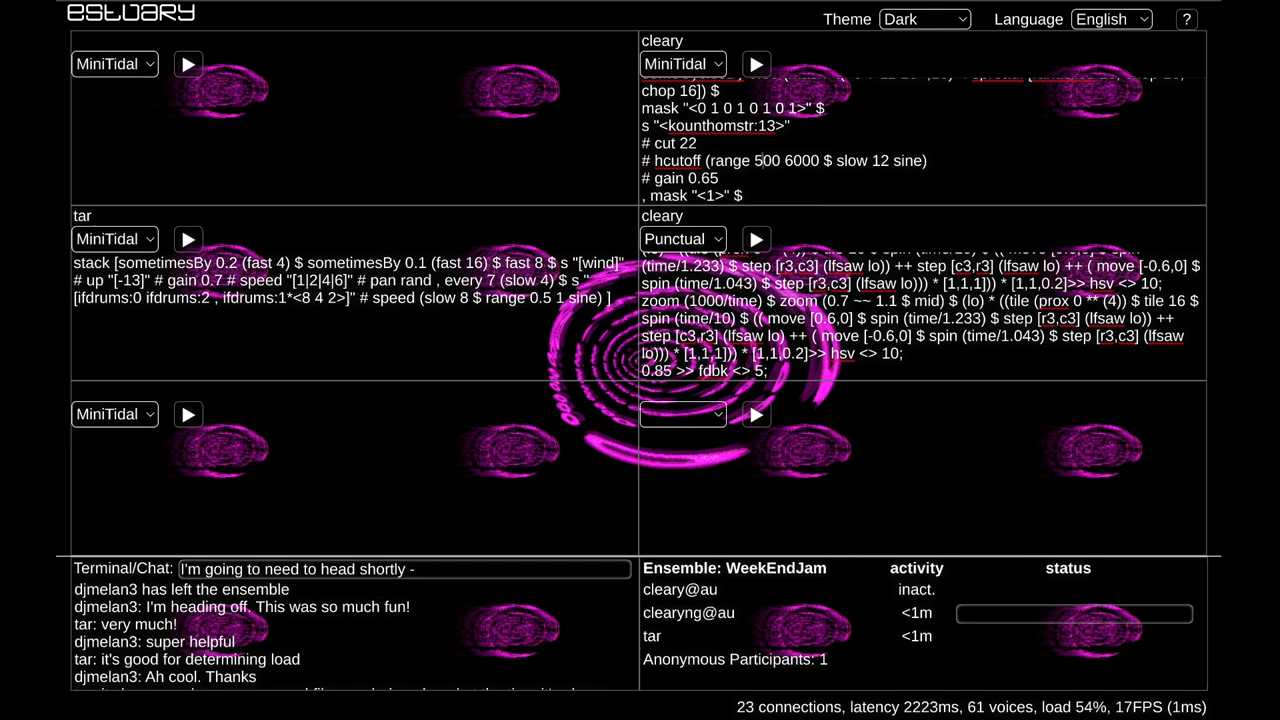 estuary
Theme Dark Language English ?
MiniTidal
cleary
MiniTidal
chop 16]) $
mask "<0 1 0 1 0 1 0 1>" $
s "<kounthomstr:13>"
# cut 22
# hcutoff (range 500 6000 $ slow 12 sine)
# gain 0.65
, mask "<1>" $
tar
MiniTidal
stack [sometimesBy 0.2 (fast 4) $ sometimesBy 0.1 (fast 16) $ fast 8 $ s "[wind]"
# up "[-13]" # gain 0.7 # speed "[1|2|4|6]" # pan rand , every 7 (slow 4) $ s "
[ifdrums:0 ifdrums:2 , ifdrums:1*<8 4 2>]" # speed (slow 8 $ range 0.5 1 sine) ]
cleary
Punctual
(time/1.233) $ step [r3,c3] (lfsaw lo)) ++ step [c3,r3] (lfsaw lo) ++ ( move [-0.6,0] $
spin (time/1.043) $ step [r3,c3] (lfsaw lo))) * [1,1,1])) * [1,1,0.2]>> hsv <> 10;
zoom (1000/time) $ zoom (0.7 ~~ 1.1 $ mid) $ (lo) * ((tile (prox 0 ** (4)) $ tile 16 $
spin (time/10) $ (( move [0.6,0] $ spin (time/1.233) $ step [r3,c3] (lfsaw lo)) ++
step [c3,r3] (lfsaw lo) ++ ( move [-0.6,0] $ spin (time/1.043) $ step [r3,c3] (lfsaw
lo))) * [1,1,1])) * [1,1,0.2]>> hsv <> 10;
0.85 >> fdbk <> 5;
MiniTidal
Terminal/Chat: I'm going to need to head shortly -
djmelan3 has left the ensemble
djmelan3: I'm heading off. This was so much fun!
tar: very much!
djmelan3: super helpful
tar: it's good for determining load
djmelan3: Ah cool. Thanks
Ensemble: WeekEndJam activity status
cleary@au inact.
clearyng@au <1m
tar <1m
Anonymous Participants: 1
23 connections, latency 2223ms, 61 voices, load 54%, 17FPS (1ms)